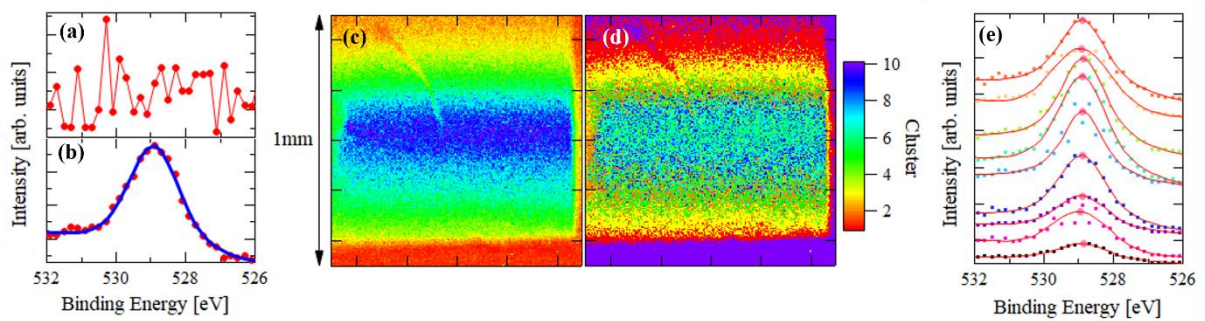 (a)
(b)
Intensity [arb. units]
532
530
528
526
Binding Energy [eV]
1mm
(c)
(d)
10
8
6
4
2
Cluster
(e)
Intensity [arb. units]
532
530
528
526
Binding Energy [eV]